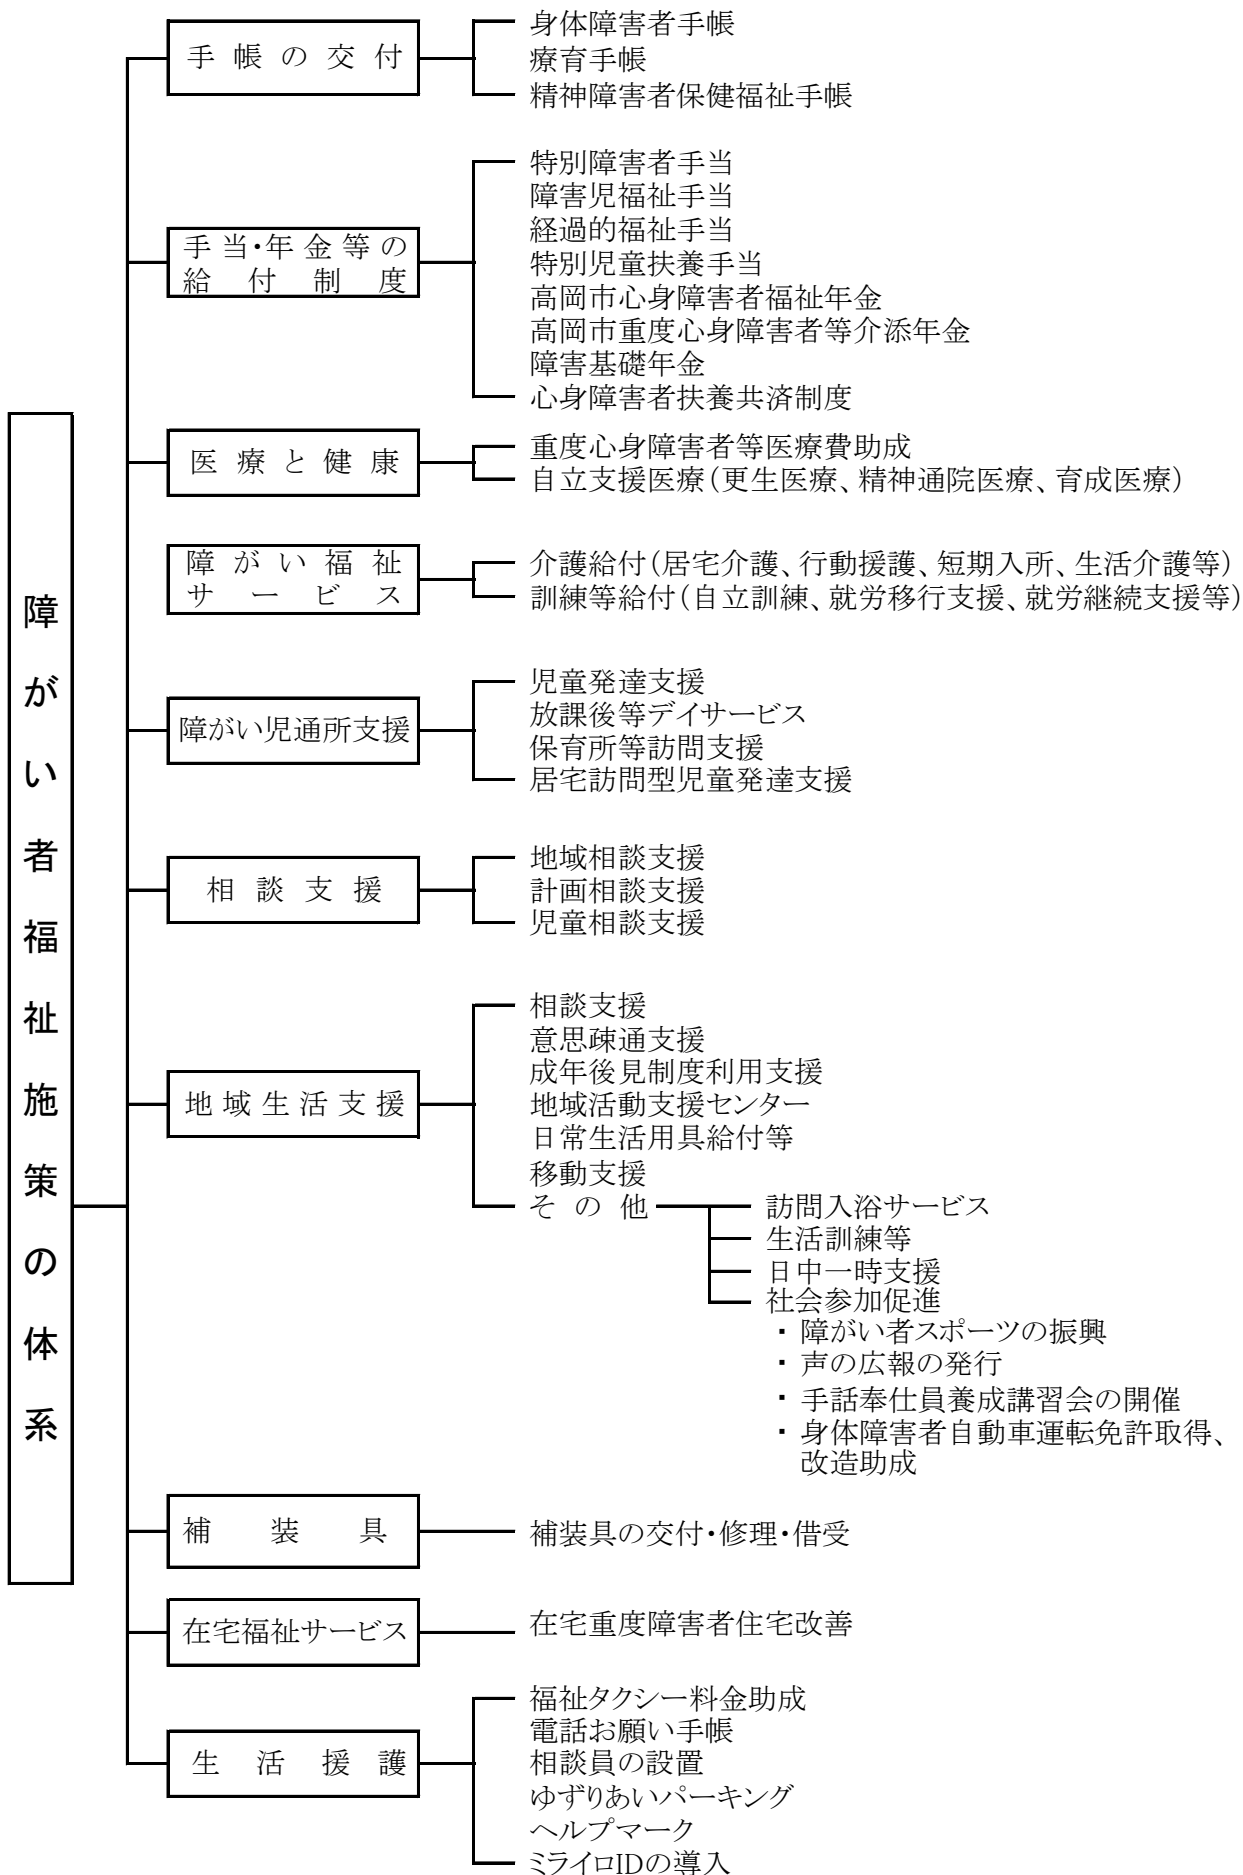 障がい者福祉施策の体系
手帳の交付
身体障害者手帳
療育手帳
精神障害者保健福祉手帳
手当・年金等の
給付制度
特別障害者手当
障害児福祉手当
経過的福祉手当
特別児童扶養手当
高岡市心身障害者福祉年金
高岡市重度心身障害者等介添年金
障害基礎年金
心身障害者扶養共済制度
医療と健康
重度心身障害者等医療費助成
自立支援医療(更生医療、精神通院医療、育成医療)
障がい福祉
サービス
介護給付(居宅介護、行動援護、短期入所、生活介護等)
訓練等給付(自立訓練、就労移行支援、就労継続支援等)
障がい児通所支援
児童発達支援
放課後等デイサービス
保育所等訪問支援
居宅訪問型児童発達支援
相談支援
地域相談支援
計画相談支援
児童相談支援
地域生活支援
相談支援
意思疎通支援
成年後見制度利用支援
地域活動支援センター
日常生活用具給付等
移動支援
その他
訪問入浴サービス
生活訓練等
日中一時支援
社会参加促進
・障がい者スポーツの振興
・声の広報の発行
・手話奉仕員養成講習会の開催
・身体障害者自動車運転免許取得、
改造助成
補装具
補装具の交付・修理・借受
在宅福祉サービス
在宅重度障害者住宅改善
生活援護
福祉タクシー料金助成
電話お願い手帳
相談員の設置
ゆずりあいパーキング
ヘルプマーク
ミライロIDの導入